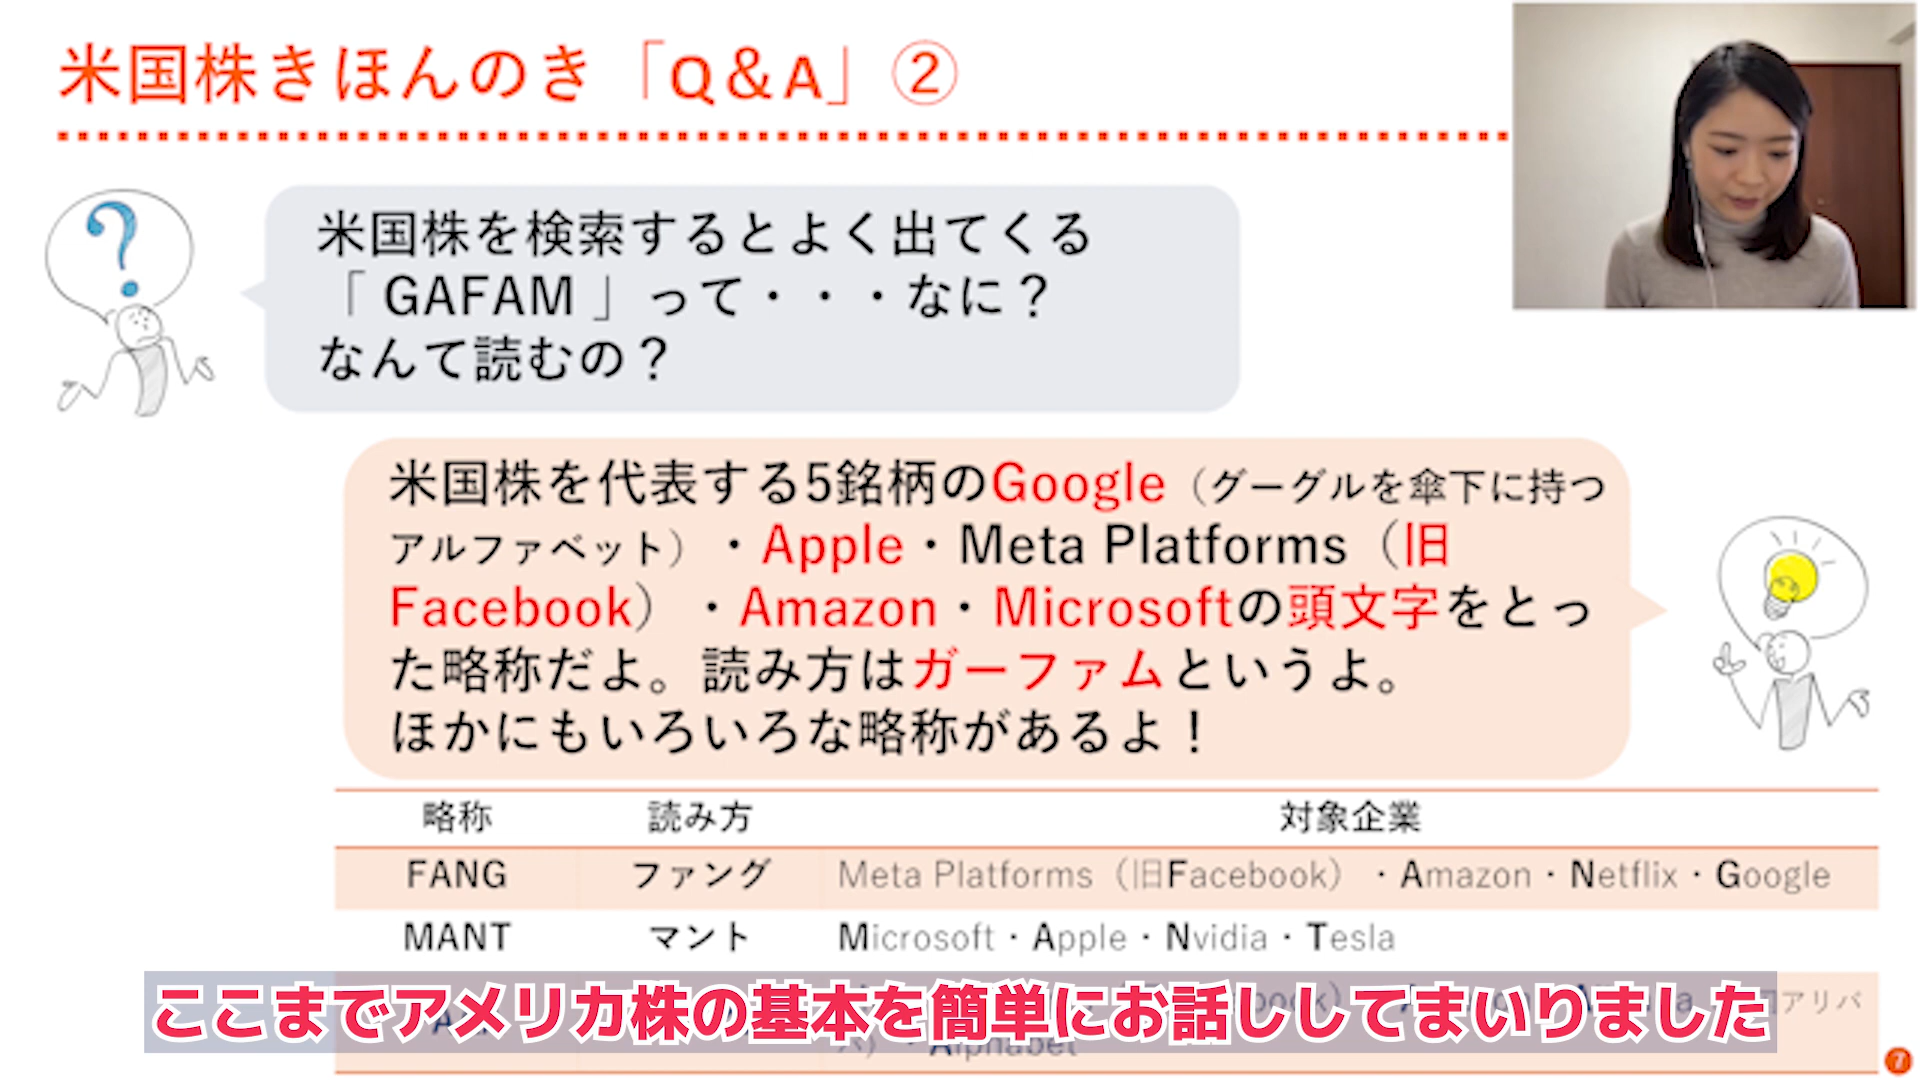 米国株きほんのき「Q&A」②
?
米国株を検索するとよく出てくる
「 GAFAM 」って・・・なに？
なんて読むの？
米国株を代表する5銘柄のGoogle（グーグルを傘下に持つ
アルファベット）・Apple・Meta Platforms（旧
Facebook）・Amazon・Microsoftの頭文字をとっ
た略称だよ。読み方はガーファムというよ。
ほかにもいろいろな略称があるよ！
略称 読み方 対象企業
FANG ファング Meta Platforms（旧Facebook）・Amazon・Netflix・Google
MANT マント Microsoft・Apple・Nvidia・Tesla
アリバ
バ）・Alphabet
ここまでアメリカ株の基本を簡単にお話ししてまいりました
7